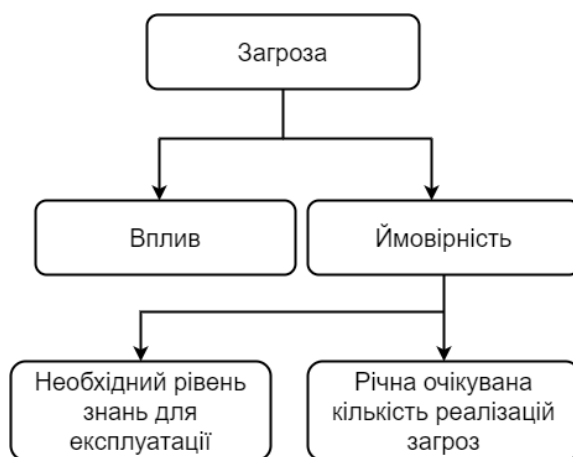 Загроза
Вплив
Ймовірність
Необхідний рівень
знань для
експлуатації
Річна очікувана
кількість реалізацій
загроз